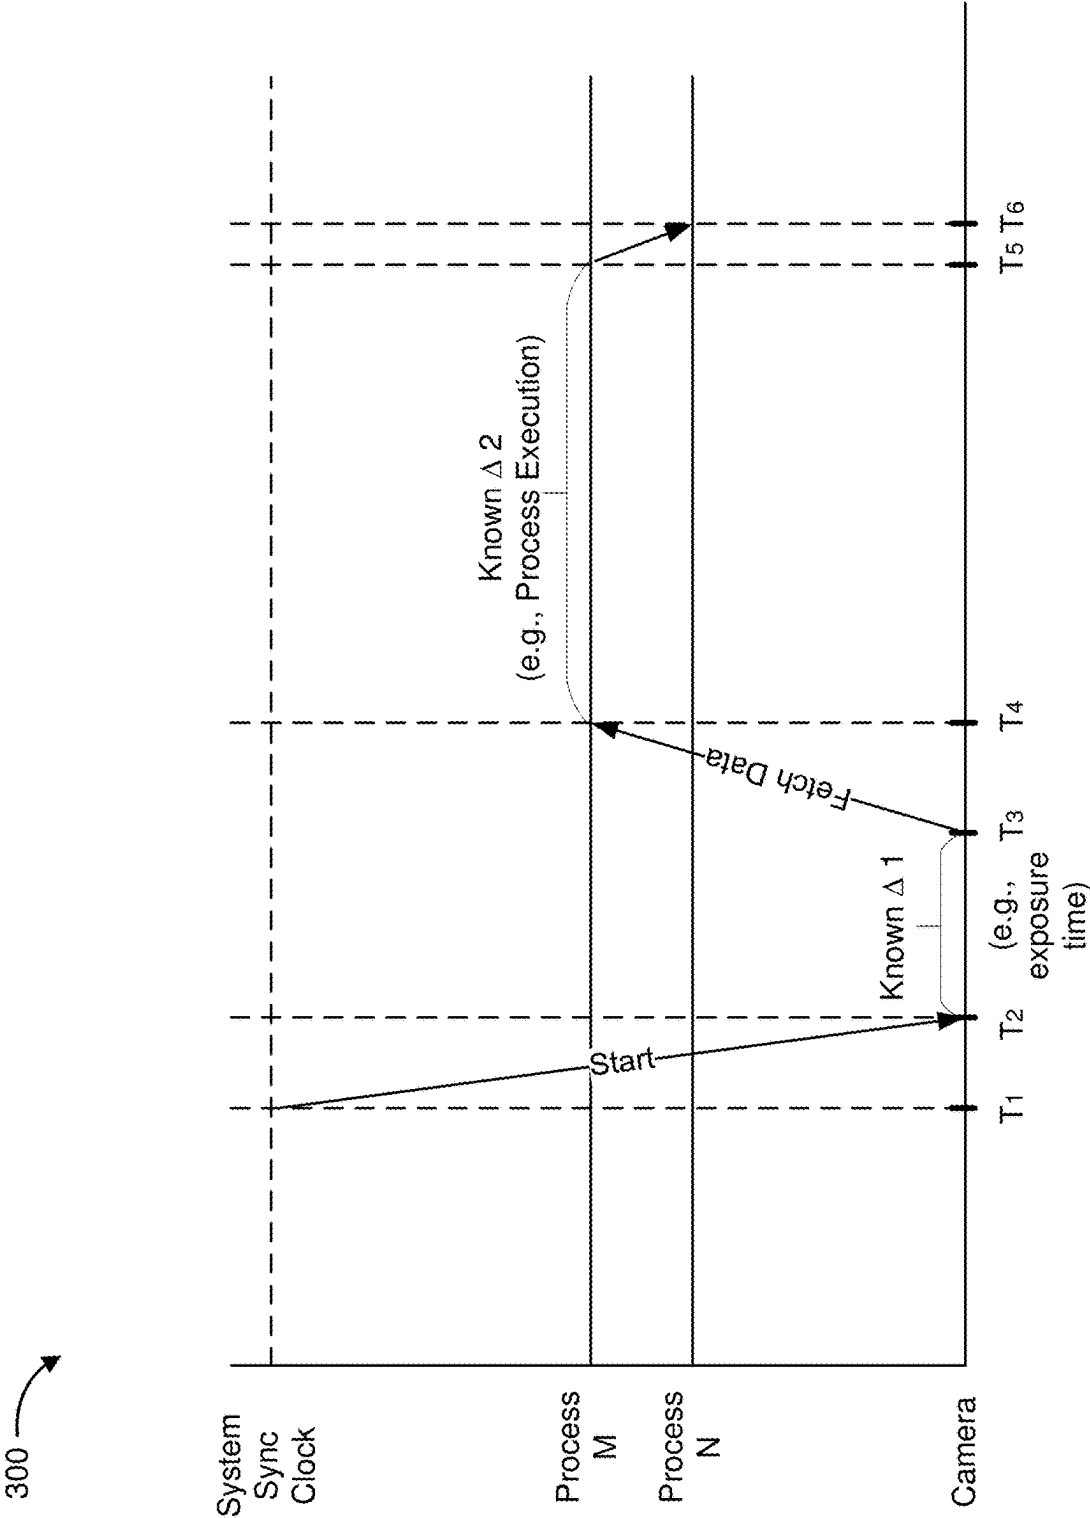 300
System
Sync
Clock
Process
M
Process
N
Camera
Start
Fetch Data
Known Δ 1
(e.g.,
exposure
time)
Known Δ 2
(e.g., Process Execution)
T1
T2
T3
T4
T5
T6